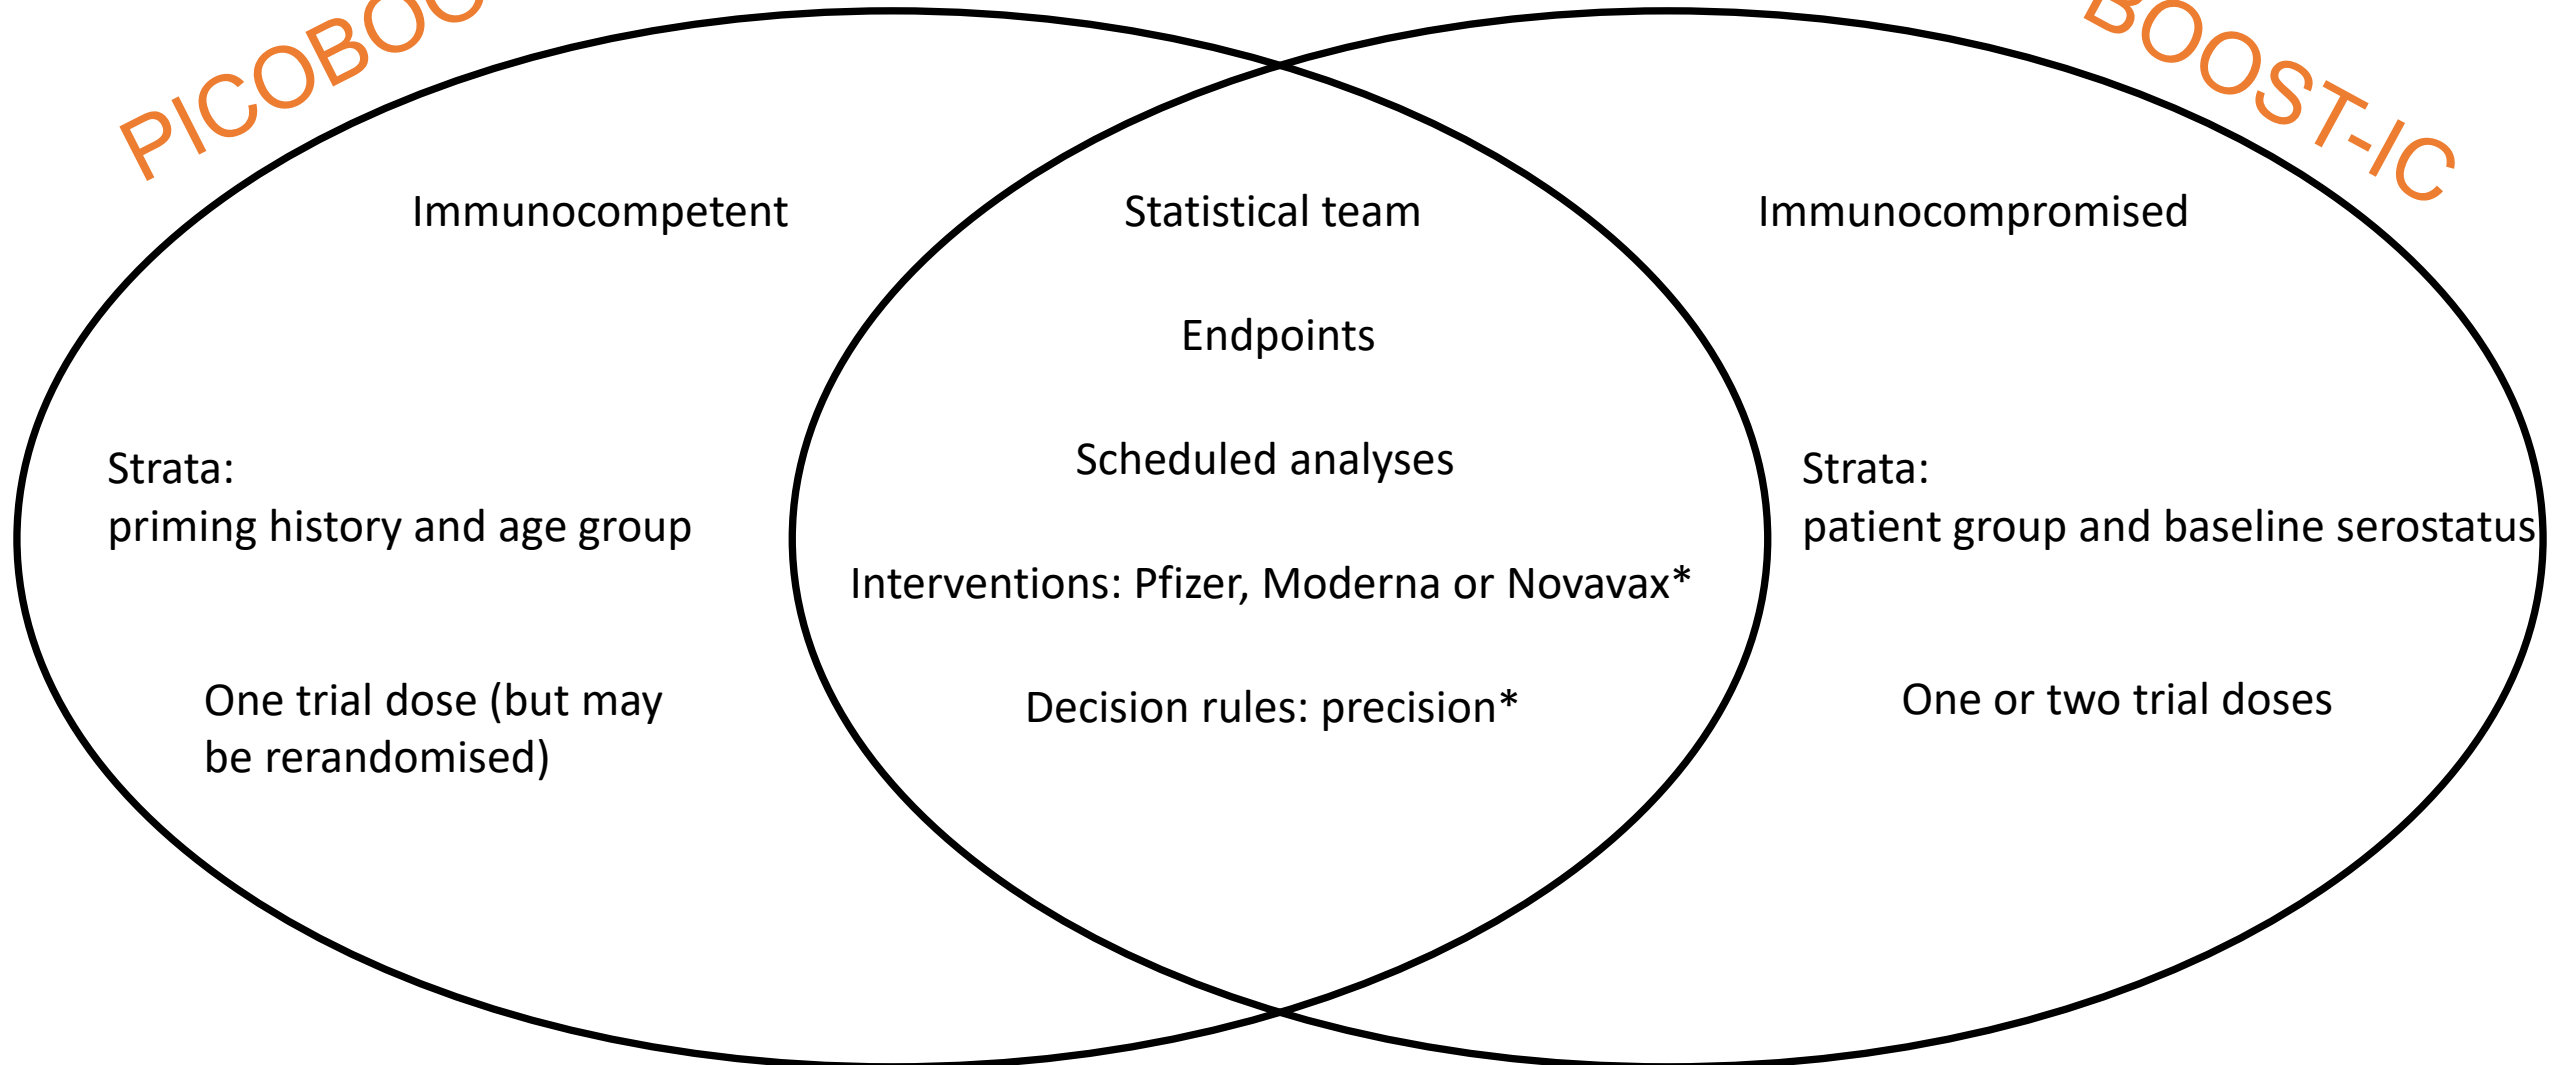 PICOBOO
BOOST-IC
Immunocompetent
Statistical team
Immunocompromised
Endpoints
Scheduled analyses
Strata:
priming history and age group
Strata:
patient group and baseline serostatus
Interventions: Pfizer, Moderna or Novavax*
One trial dose (but may
be rerandomised)
Decision rules: precision*
One or two trial doses